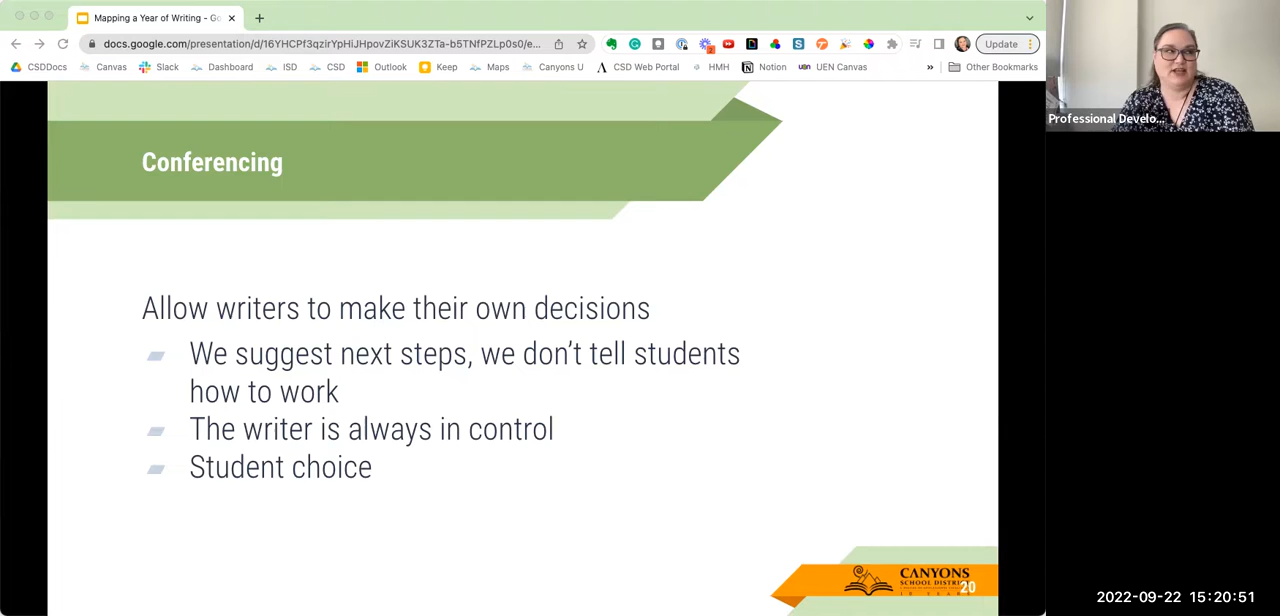 Mapping a Year of Writing - Go
docs.google.com/presentation/d/16YHCPf3qzirYpHiJHpovZiKSUK3ZTa-b5TNfPZLp0s0/e...
Update
CSDDocs
Canvas
Slack
Dashboard
ISD
CSD
Outlook
Keep
Maps
Canyons U
CSD Web Portal
HMH
Notion
UEN Canvas
»
Other Bookmarks
Professional Develo...
Conferencing
Allow writers to make their own decisions
We suggest next steps, we don't tell students
how to work
The writer is always in control
Student choice
CANYONS
SCHOOL DISTRI
20
2022-09-22 15:20:51